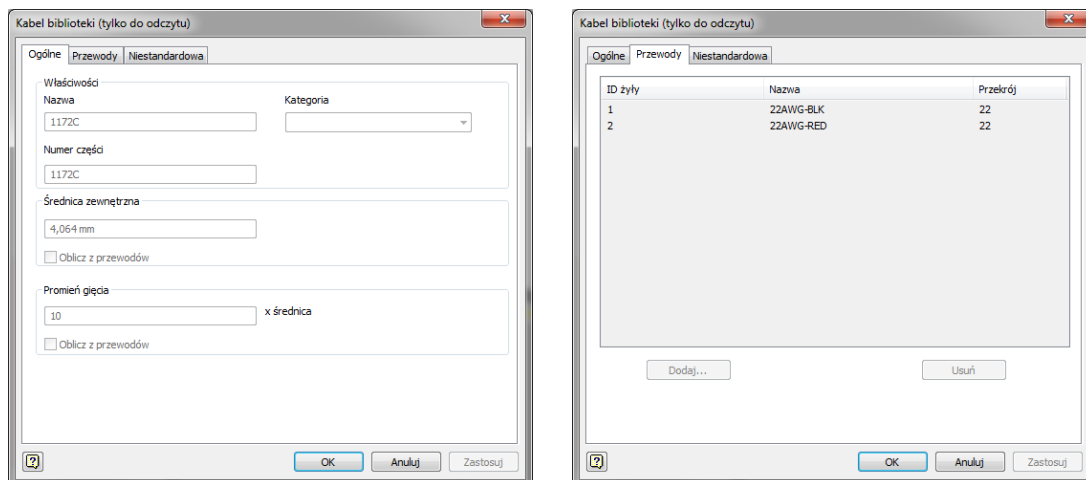 Kabel biblioteki (tylko do odczytu)
Ogólne Przewody Niestandardowa
Właściwości
Nazwa Kategoria
1172C
Numer części
1172C
Średnica zewnętrzna
4,064 mm
Oblicz z przewodów
Promień gięcia
10 x średnica
Oblicz z przewodów
OK Anuluj Zastosuj
Kabel biblioteki (tylko do odczytu)
Ogólne Przewody Niestandardowa
ID żyły Nazwa Przekrój
1 22AWG-BLK 22
2 22AWG-RED 22
Dodaj... Usuń
OK Anuluj Zastosuj